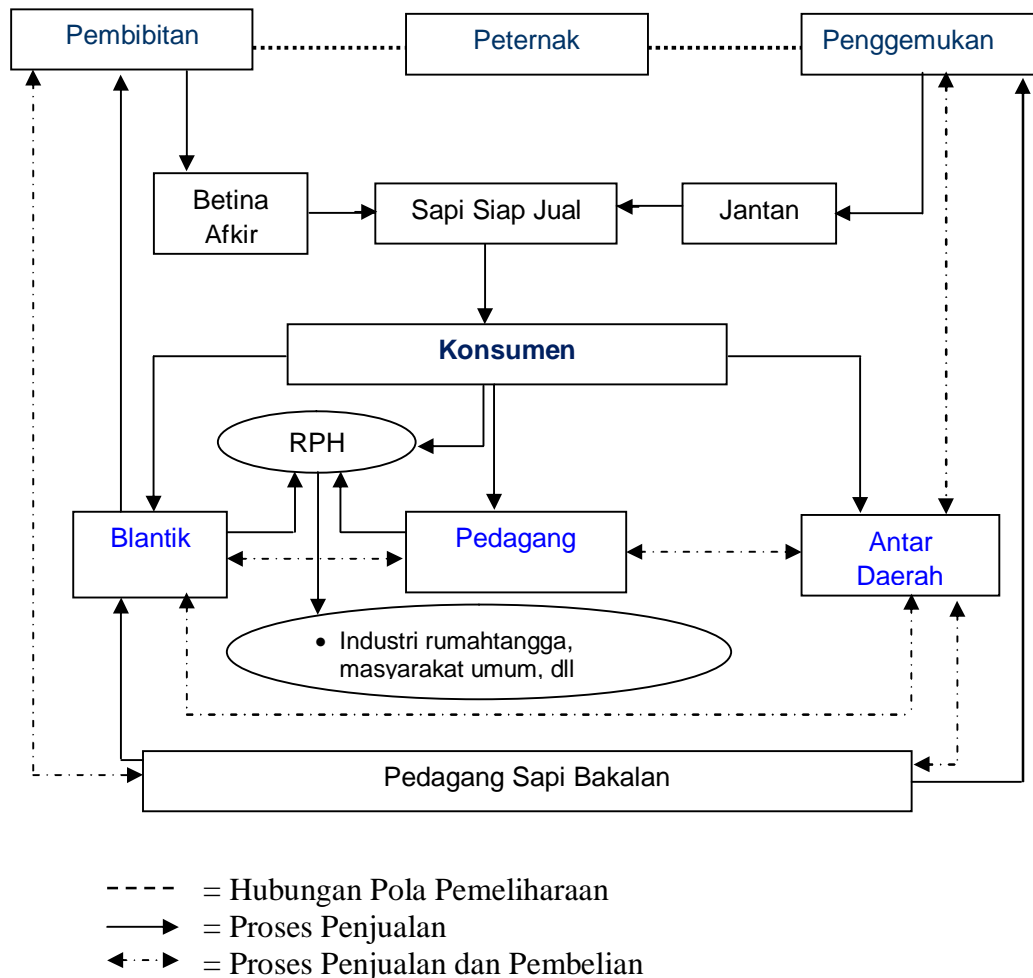 Pembibitan
Peternak
Penggemukan
Betina
Afkir
Sapi Siap Jual
Jantan
Konsumen
RPH
Blantik
Pedagang
Antar
Daerah
• Industri rumahtangga,
masyarakat umum, dll
Pedagang Sapi Bakalan
= Hubungan Pola Pemeliharaan
= Proses Penjualan
= Proses Penjualan dan Pembelian